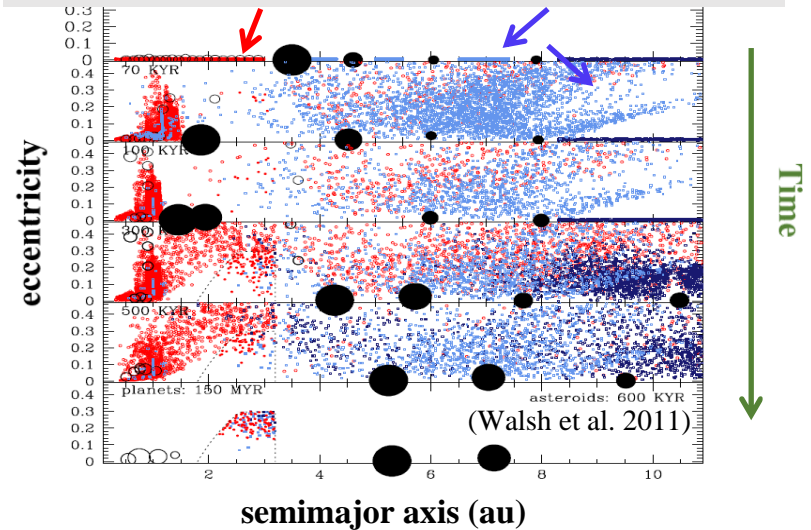 0.3
0.2
0.1
0
70 KYR
0.4
0.3
0.2
0.1
0
100 KYR
0.4
0.3
0.2
0.1
0
300 KYR
0.4
0.3
0.2
0.1
0
500 KYR
0.4
0.3
0.2
0.1
0
planets: 150 MYR
asteroids: 600 KYR
0.4
0.3
0.2
0.1
0
(Walsh et al. 2011)
2 4 6 8 10
semimajor axis (au)
eccentricity
Time